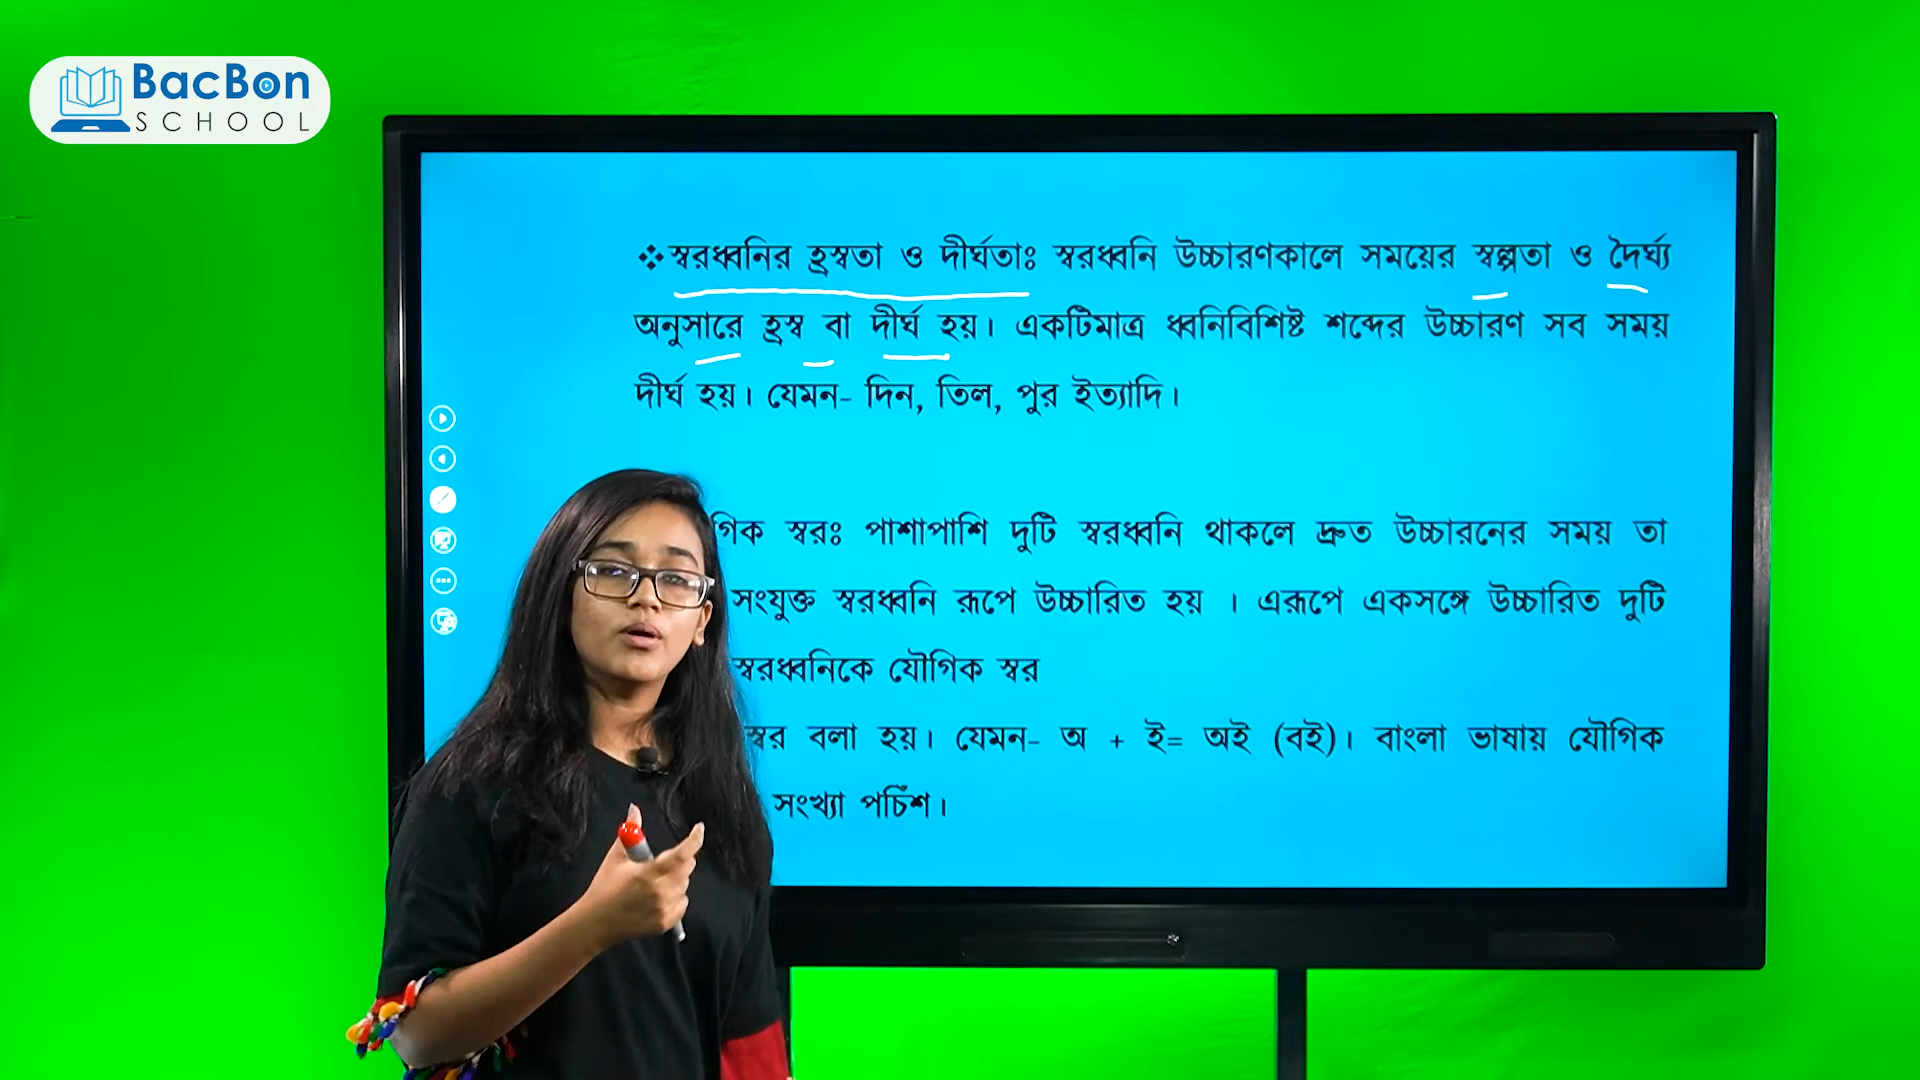 BacBon
SCHOOL
❖স্বরধ্বনির হ্রস্বতা ও দীর্ঘতাঃ স্বরধ্বনি উচ্চারণকালে সময়ের স্বল্পতা ও দৈর্ঘ্য
অনুসারে হ্রস্ব বা দীর্ঘ হয়। একটিমাত্র ধ্বনিবিশিষ্ট শব্দের উচ্চারণ সব সময়
দীর্ঘ হয়। যেমন- দিন, তিল, পুর ইত্যাদি।
গিক স্বরঃ পাশাপাশি দুটি স্বরধ্বনি থাকলে দ্রুত উচ্চারনের সময় তা
সংযুক্ত স্বরধ্বনি রূপে উচ্চারিত হয় । এরূপে একসঙ্গে উচ্চারিত দুটি
স্বরধ্বনিকে যৌগিক স্বর
স্বর বলা হয়। যেমন- অ + ই= অই (বই)। বাংলা ভাষায় যৌগিক
সংখ্যা পচিঁশ।